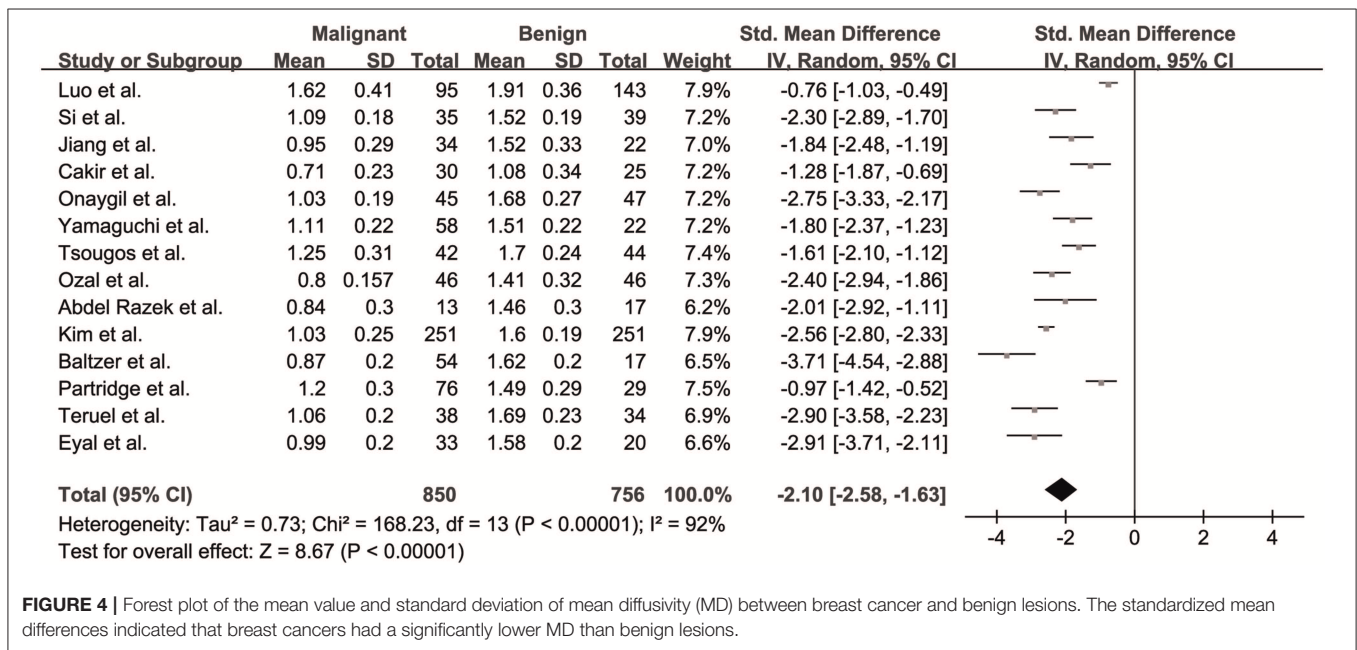 Malignant Benign Std. Mean Difference Std. Mean Difference
Study or Subgroup Mean SD Total Mean SD Total Weight IV, Random, 95% CI IV, Random, 95% CI
Luo et al. 1.62 0.41 95 1.91 0.36 143 7.9% -0.76 [-1.03, -0.49]
Si et al. 1.09 0.18 35 1.52 0.19 39 7.2% -2.30 [-2.89, -1.70]
Jiang et al. 0.95 0.29 34 1.52 0.33 22 7.0% -1.84 [-2.48, -1.19]
Cakir et al. 0.71 0.23 30 1.08 0.34 25 7.2% -1.28 [-1.87, -0.69]
Onaygil et al. 1.03 0.19 45 1.68 0.27 47 7.2% -2.75 [-3.33, -2.17]
Yamaguchi et al. 1.11 0.22 58 1.51 0.22 22 7.2% -1.80 [-2.37, -1.23]
Tsougos et al. 1.25 0.31 42 1.7 0.24 44 7.4% -1.61 [-2.10, -1.12]
Ozal et al. 0.8 0.157 46 1.41 0.32 46 7.3% -2.40 [-2.94, -1.86]
Abdel Razek et al. 0.84 0.3 13 1.46 0.3 17 6.2% -2.01 [-2.92, -1.11]
Kim et al. 1.03 0.25 251 1.6 0.19 251 7.9% -2.56 [-2.80, -2.33]
Baltzer et al. 0.87 0.2 54 1.62 0.2 17 6.5% -3.71 [-4.54, -2.88]
Partridge et al. 1.2 0.3 76 1.49 0.29 29 7.5% -0.97 [-1.42, -0.52]
Teruel et al. 1.06 0.2 38 1.69 0.23 34 6.9% -2.90 [-3.58, -2.23]
Eyal et al. 0.99 0.2 33 1.58 0.2 20 6.6% -2.91 [-3.71, -2.11]
Total (95% CI) 850 756 100.0% -2.10 [-2.58, -1.63]
Heterogeneity: Tau² = 0.73; Chi² = 168.23, df = 13 (P < 0.00001); I² = 92%
Test for overall effect: Z = 8.67 (P < 0.00001)
-4 -2 0 2 4
FIGURE 4 | Forest plot of the mean value and standard deviation of mean diffusivity (MD) between breast cancer and benign lesions. The standardized mean
differences indicated that breast cancers had a significantly lower MD than benign lesions.